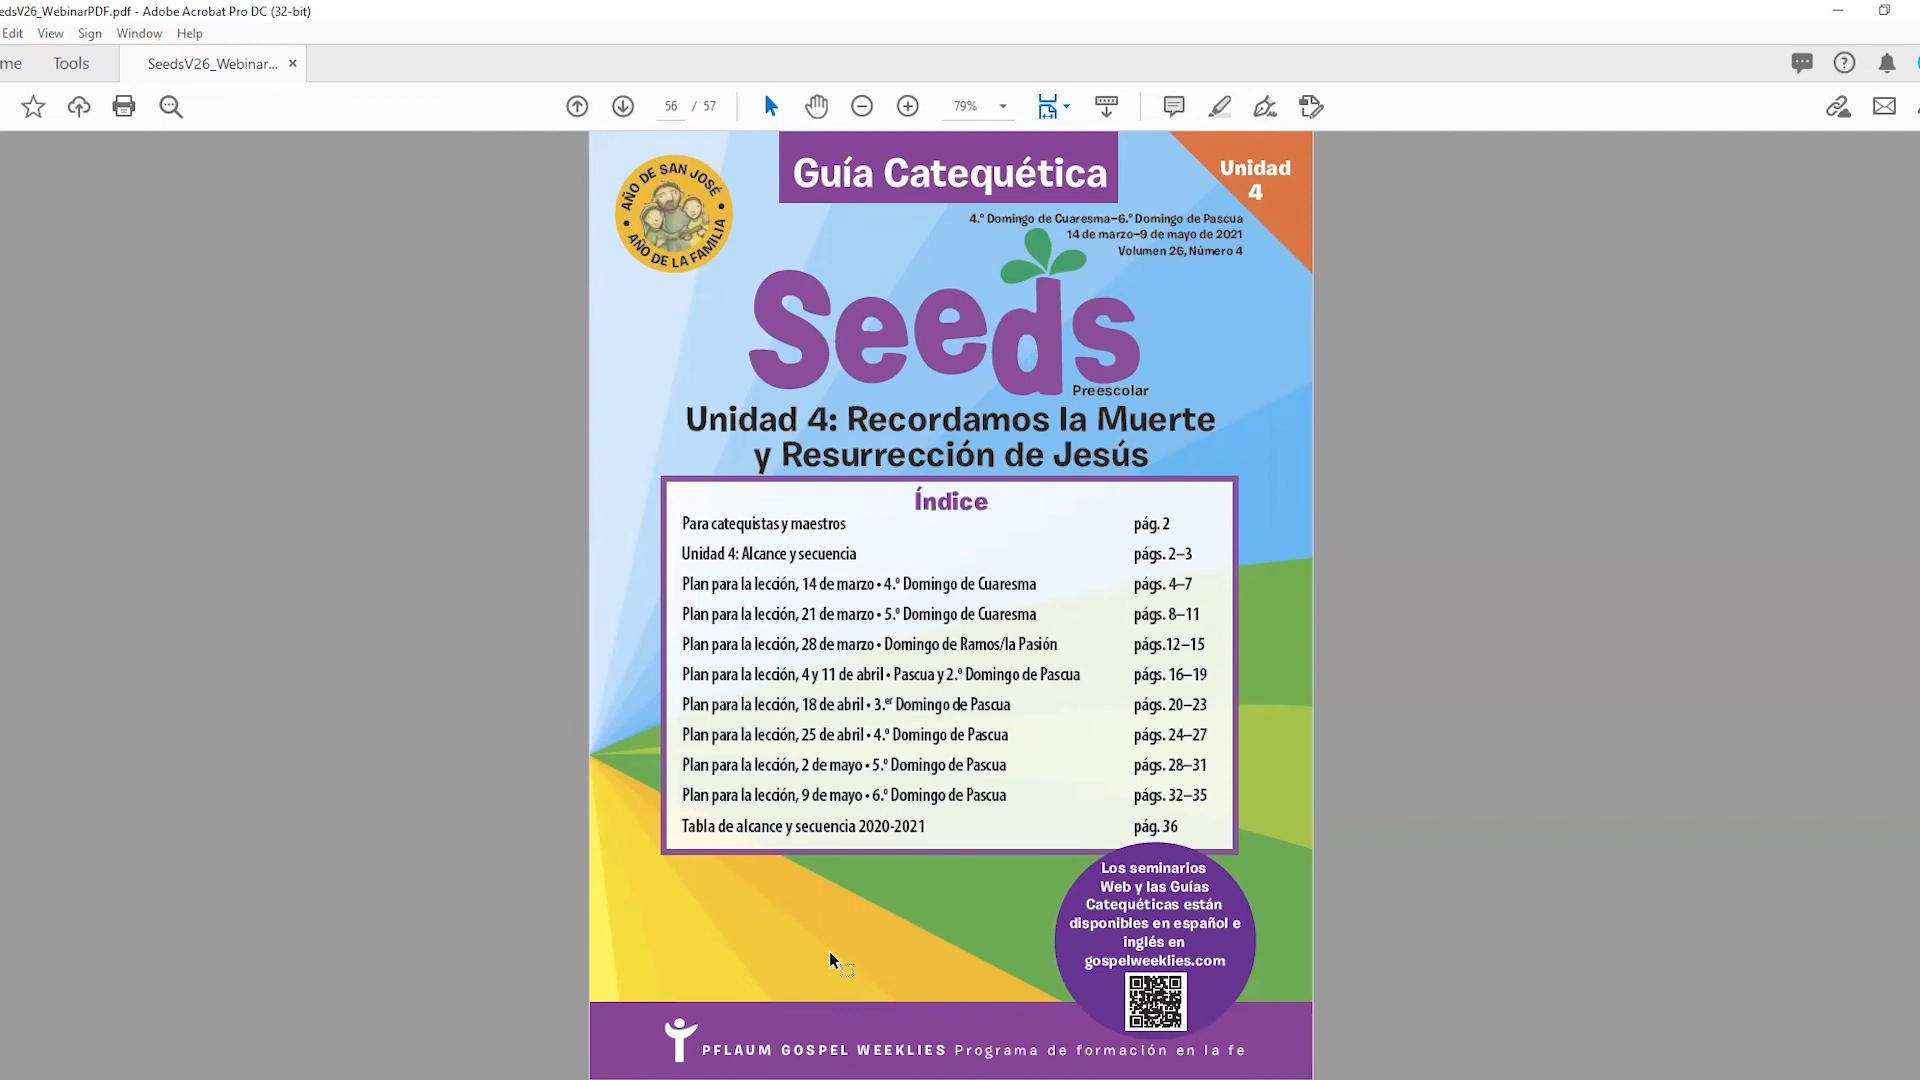 edsV26_WebinarPDF.pdf - Adobe Acrobat Pro DC (32-bit)
Edit View Sign Window Help
me Tools SeedsV26_Webinar... ×
56 / 57 79%
Guía Catequética
Unidad
4
AÑO DE SAN JOSÉ
AÑO DE LA FAMILIA
4.º Domingo de Cuaresma–6.º Domingo de Pascua
14 de marzo–9 de mayo de 2021
Volumen 26, Número 4
Seeds
Preescolar
Unidad 4: Recordamos la Muerte
y Resurrección de Jesús
Índice
Para catequistas y maestros pág. 2
Unidad 4: Alcance y secuencia págs. 2–3
Plan para la lección, 14 de marzo • 4.º Domingo de Cuaresma págs. 4–7
Plan para la lección, 21 de marzo • 5.º Domingo de Cuaresma págs. 8–11
Plan para la lección, 28 de marzo • Domingo de Ramos/la Pasión págs.12–15
Plan para la lección, 4 y 11 de abril • Pascua y 2.º Domingo de Pascua págs. 16–19
Plan para la lección, 18 de abril • 3.er Domingo de Pascua págs. 20–23
Plan para la lección, 25 de abril • 4.º Domingo de Pascua págs. 24–27
Plan para la lección, 2 de mayo • 5.º Domingo de Pascua págs. 28–31
Plan para la lección, 9 de mayo • 6.º Domingo de Pascua págs. 32–35
Tabla de alcance y secuencia 2020-2021 pág. 36
Los seminarios
Web y las Guías
Catequéticas están
disponibles en español e
inglés en
gospelweeklies.com
PFLAUM GOSPEL WEEKLIES Programa de formación en la fe